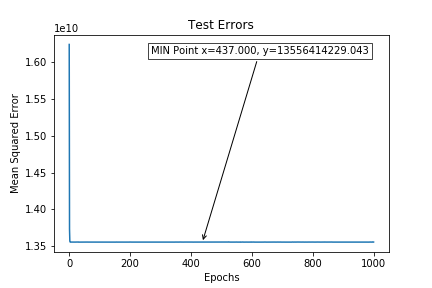 Test Errors
1e10
MIN Point x=437.000, y=13556414229.043
1.60
1.55
1.50
1.45
1.40
1.35
Mean Squared Error
0 200 400 600 800 1000
Epochs